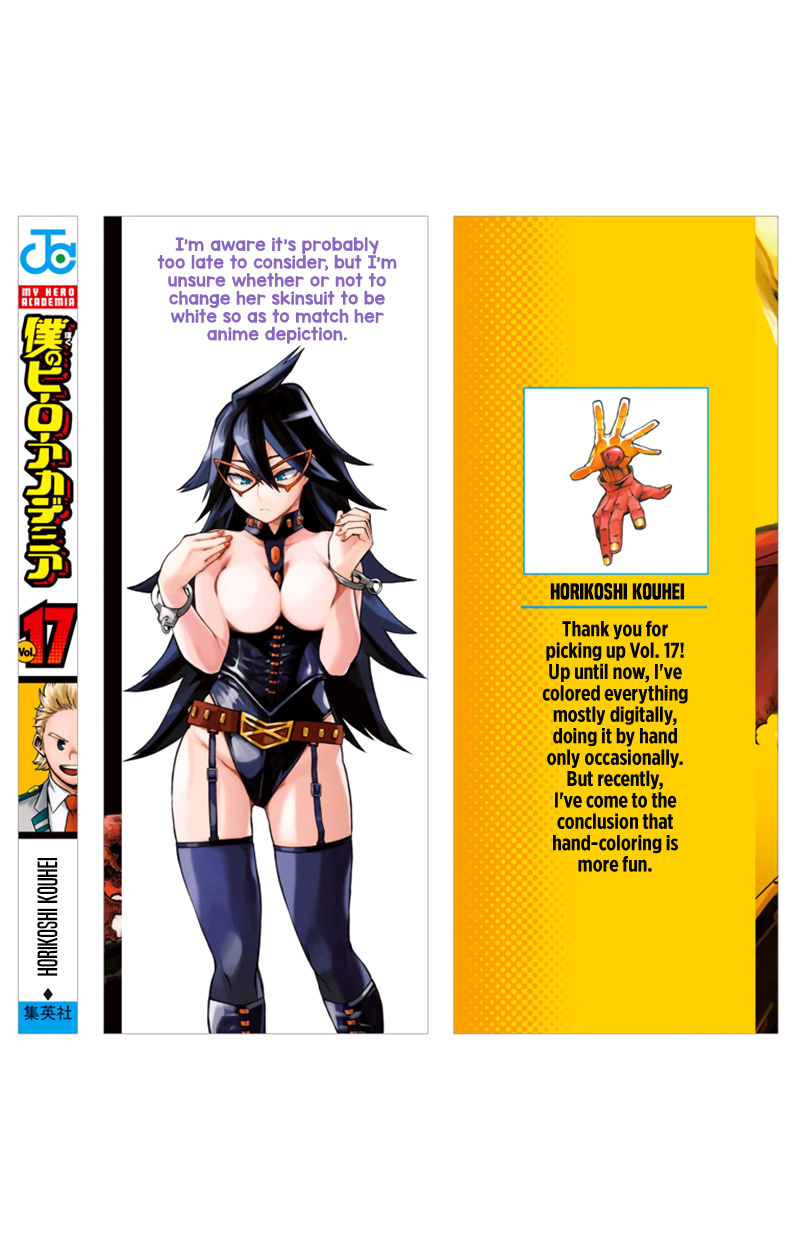 JC
MY HERO
ACADEMIA
僕のヒーローアカデミア
ぼく
Vol. 17
HORIKOSHI KOUHEI
集英社
I'm aware it's probably
too late to consider, but I'm
unsure whether or not to
change her skinsuit to be
white so as to match her
anime depiction.
HORIKOSHI KOUHEI
Thank you for
picking up Vol. 17!
Up until now, I've
colored everything
mostly digitally,
doing it by hand
only occasionally.
But recently,
I've come to the
conclusion that
hand-coloring is
more fun.